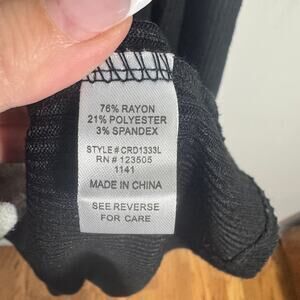 76% RAYON
21% POLYESTER
3% SPANDEX
STYLE # CRD1333L
RN # 123505
1141
MADE IN CHINA
SEE REVERSE
FOR CARE